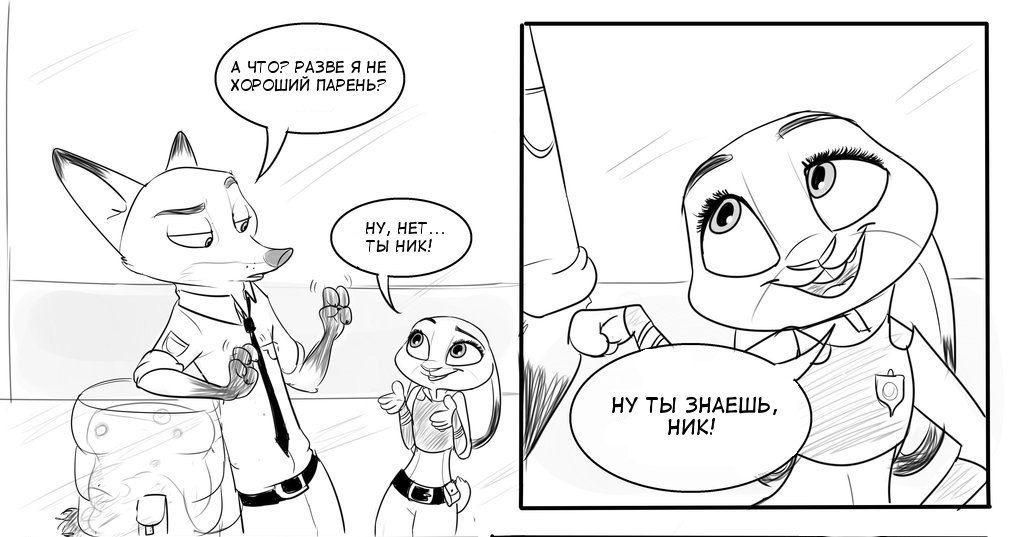 А ЧТО? РАЗВЕ Я НЕ
ХОРОШИЙ ПАРЕНЬ?
НУ, НЕТ...
ТЫ НИК!
НУ ТЫ ЗНАЕШЬ,
НИК!